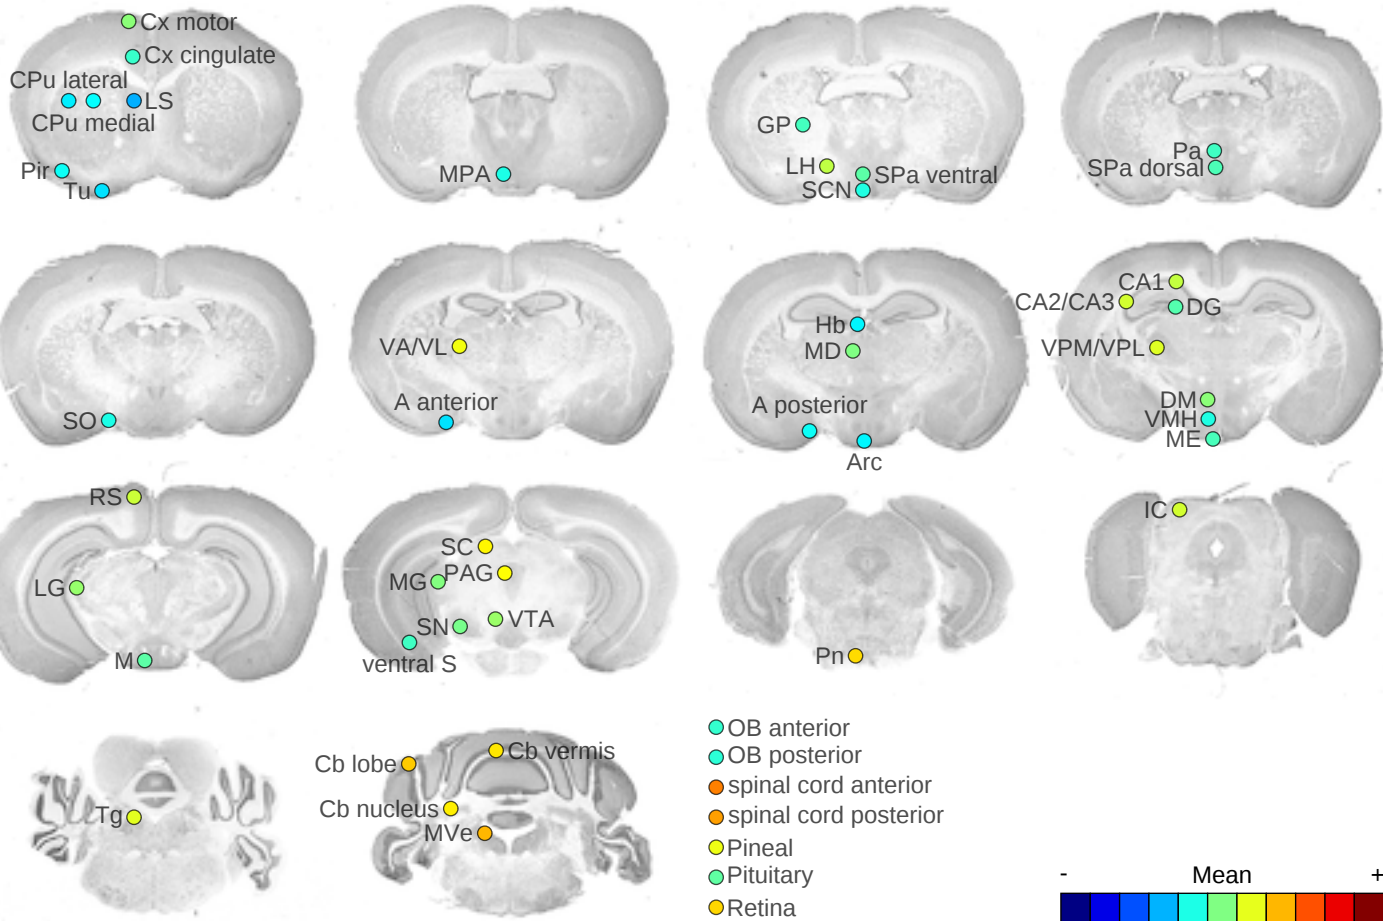 Cx motor
Cx cingulate
CPu lateral
LS
CPu medial
Pir
Tu
MPA
GP
LH
SPa ventral
SCN
Pa
SPa dorsal
SO
VA/VL
A anterior
Hb
MD
A posterior
Arc
CA1
CA2/CA3
DG
VPM/VPL
DM
VMH
ME
RS
LG
M
SC
PAG
MG
VTA
SN
ventral S
Pn
IC
Tg
Cb vermis
Cb lobe
Cb nucleus
MVe
OB anterior
OB posterior
spinal cord anterior
spinal cord posterior
Pineal
Pituitary
Retina
- Mean +